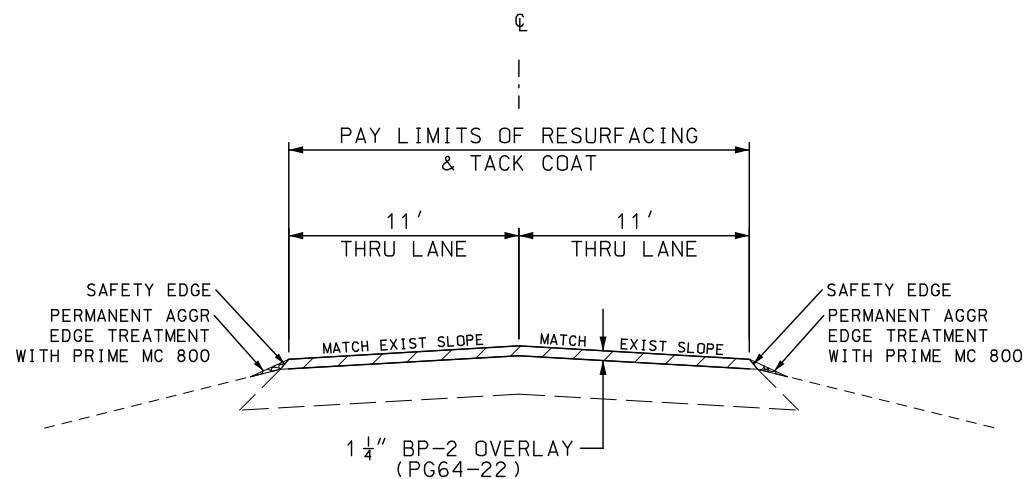 ℄
PAY LIMITS OF RESURFACING
& TACK COAT
11'
THRU LANE
11'
THRU LANE
SAFETY EDGE
PERMANENT AGGR
EDGE TREATMENT
WITH PRIME MC 800
MATCH EXIST SLOPE
MATCH EXIST SLOPE
SAFETY EDGE
PERMANENT AGGR
EDGE TREATMENT
WITH PRIME MC 800
1 1/4" BP-2 OVERLAY
(PG64-22)